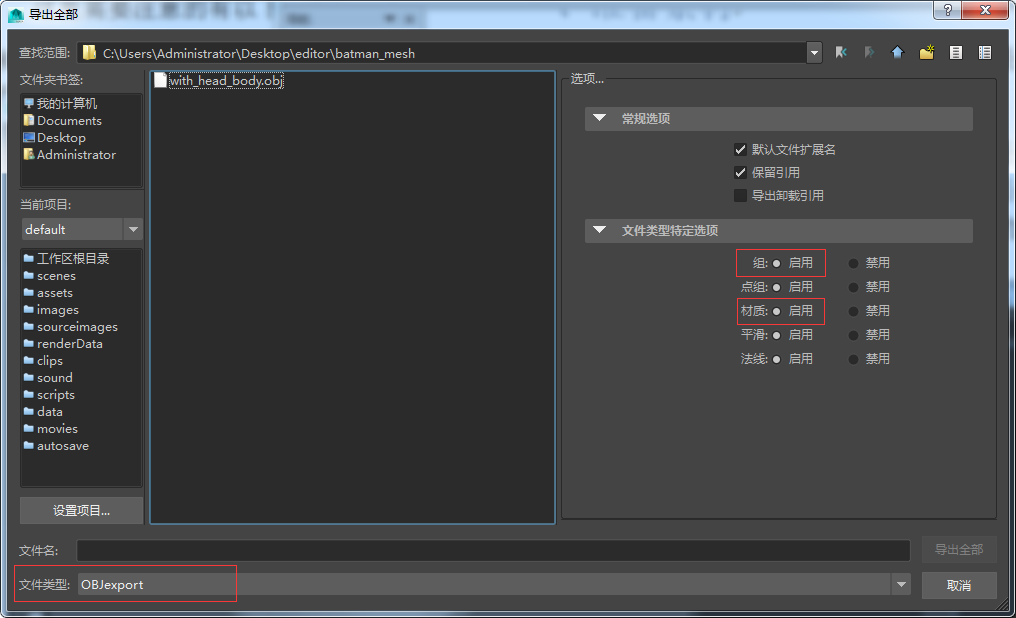 导出全部
查找范围: C:\Users\Administrator\Desktop\editor\batman_mesh
文件夹书签:
我的计算机
Documents
Desktop
Administrator
当前项目:
default
工作区根目录
scenes
assets
images
sourceimages
renderData
clips
sound
scripts
data
movies
autosave
设置项目...
with_head_body.obj
选项...
常规选项
默认文件扩展名
保留引用
导出卸载引用
文件类型特定选项
组: 启用 禁用
点组: 启用 禁用
材质: 启用 禁用
平滑: 启用 禁用
法线: 启用 禁用
文件名: 导出全部
文件类型: OBJexport 取消